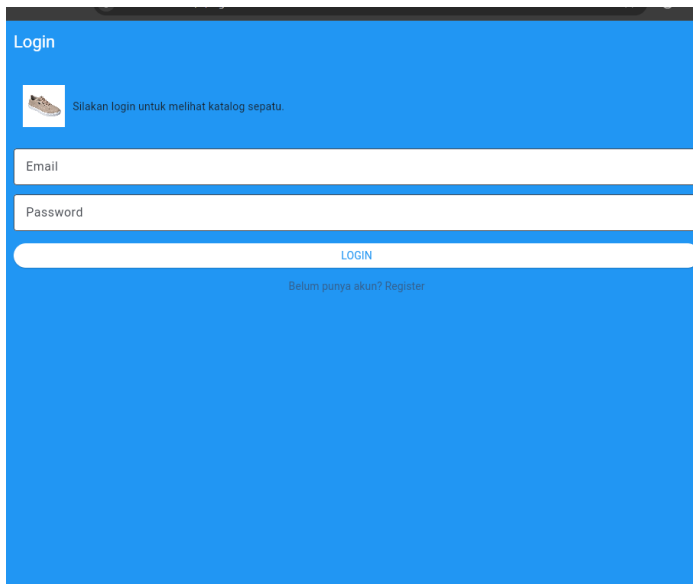 Login
Silakan login untuk melihat katalog sepatu.
Email
Password
LOGIN
Belum punya akun? Register